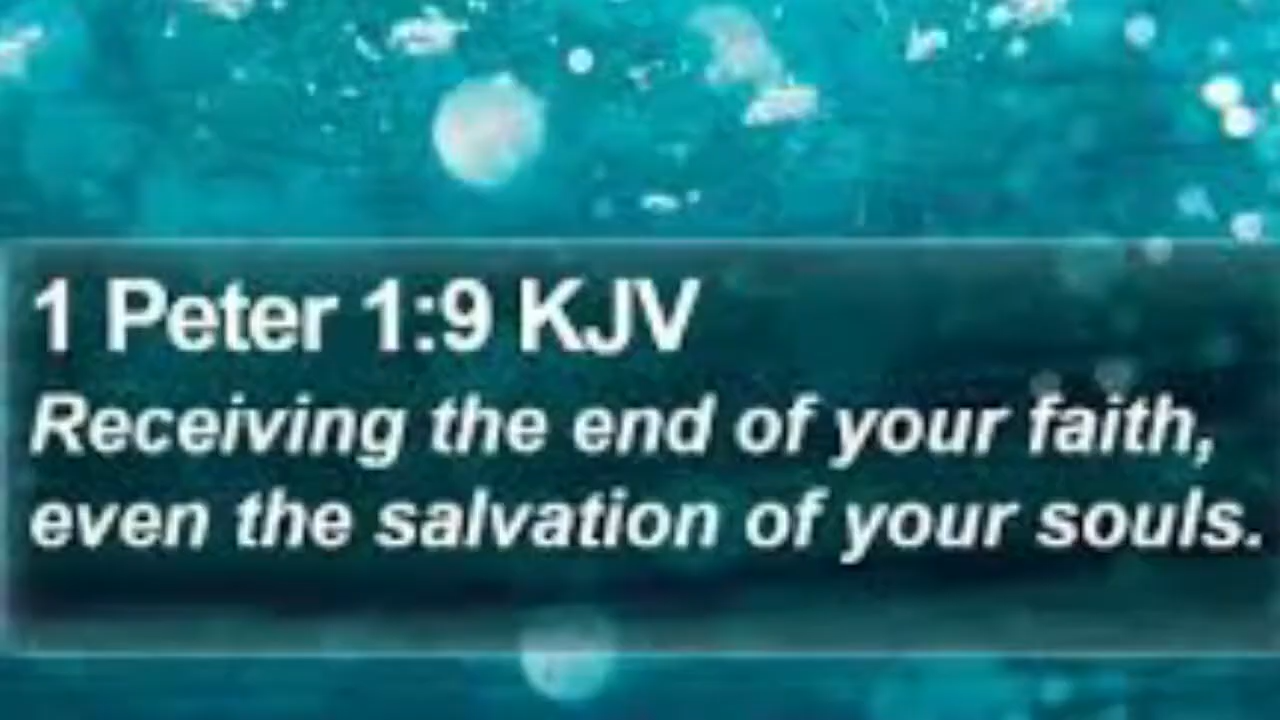 1 Peter 1:9 KJV
Receiving the end of your faith,
even the salvation of your souls.